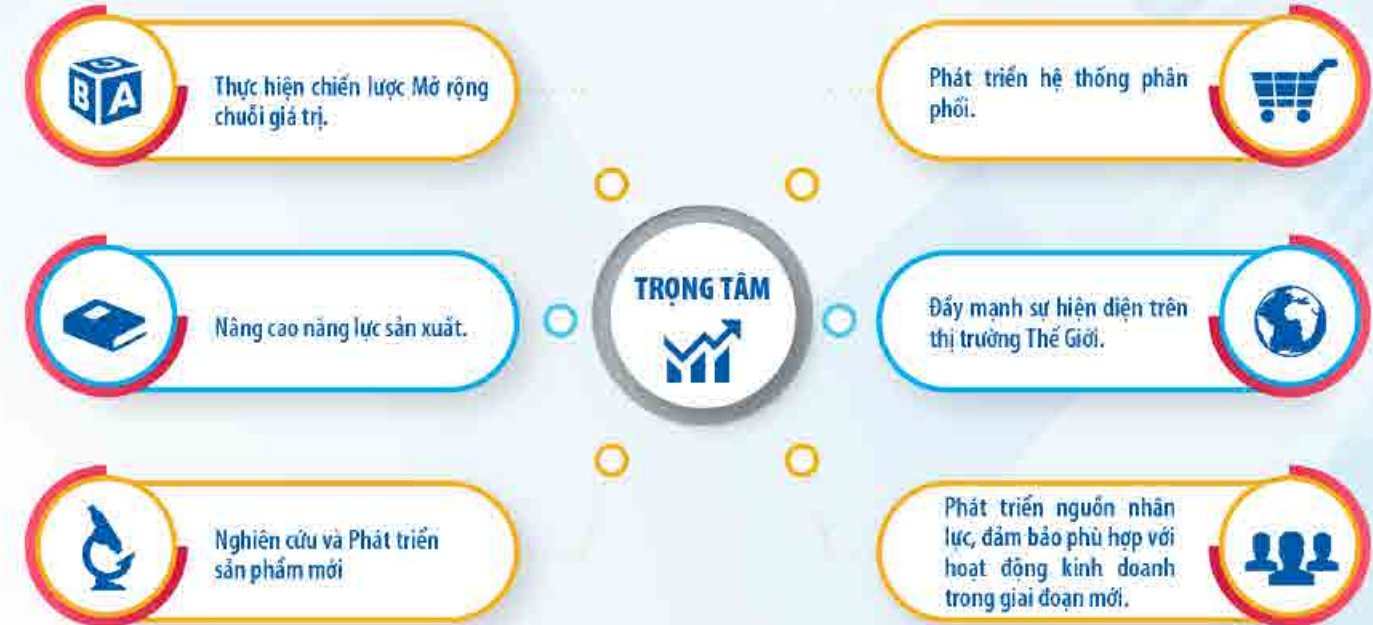 Thực hiện chiến lược Mở rộng
chuỗi giá trị.
Nâng cao năng lực sản xuất.
Nghiên cứu và Phát triển
sản phẩm mới
TRỌNG TÂM
Phát triển hệ thống phân
phối.
Đẩy mạnh sự hiện diện trên
thị trường Thế Giới.
Phát triển nguồn nhân
lực, đảm bảo phù hợp với
hoạt động kinh doanh
trong giai đoạn mới.
B A